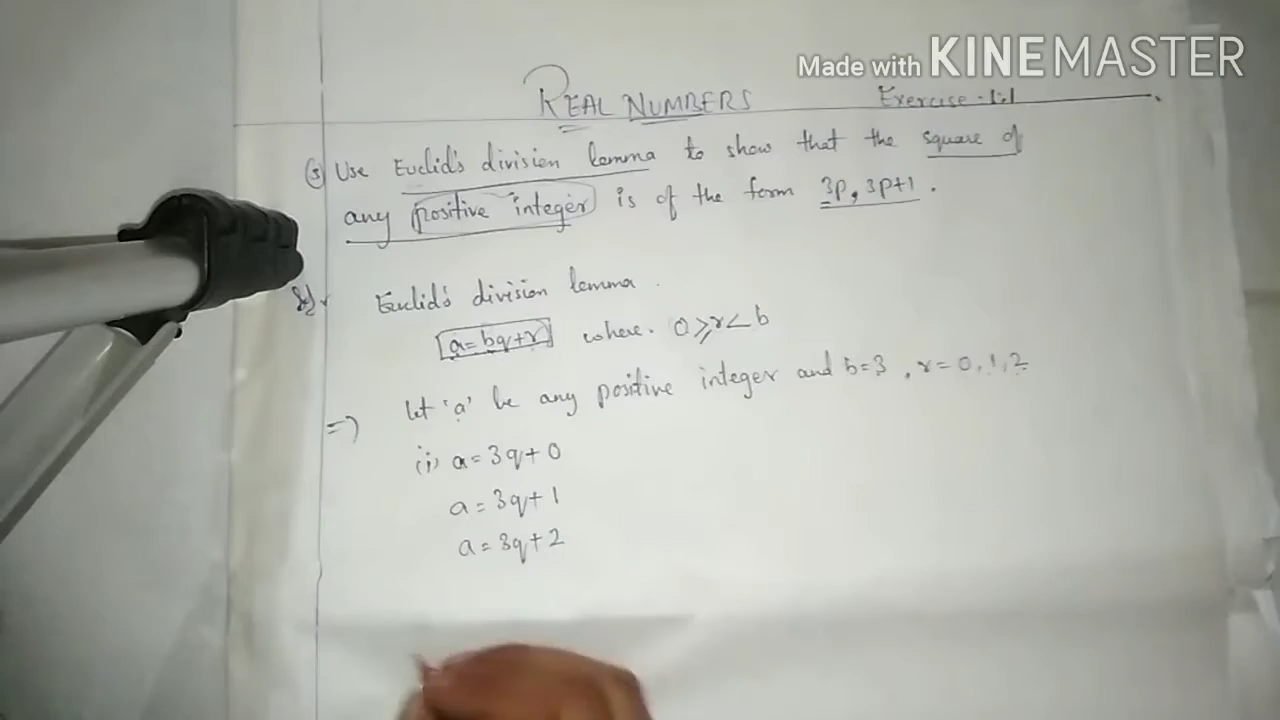 Made with KINEMASTER
REAL NUMBERS Exercise-1.1
③ Use Euclid's division lemma to show that the square of
any positive integer is of the form 3p, 3p+1.
Sol. Euclid's division lemma.
a=bq+r where. 0≥r<b
=> let 'a' be any positive integer and b=3, r=0,1,2
(i) a=3q+0
a=3q+1
a=3q+2